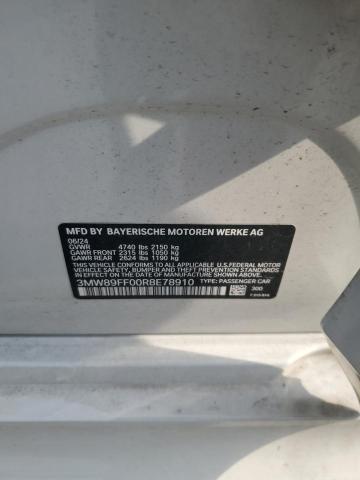 MFD BY BAYERISCHE MOTOREN WERKE AG
06/24
GVWR 4740 lbs 2150 kg
GAWR FRONT 2315 lbs 1050 kg
GAWR REAR 2624 lbs 1190 kg
THIS VEHICLE CONFORMS TO ALL APPLICABLE U.S. FEDERAL MOTOR
VEHICLE SAFETY, BUMPER, AND THEFT PREVENTION STANDARDS IN
EFFECT ON THE DATE OF MANUFACTURE SHOWN ABOVE.
3MW89FF00R8E78910 TYPE: PASSENGER CAR
300